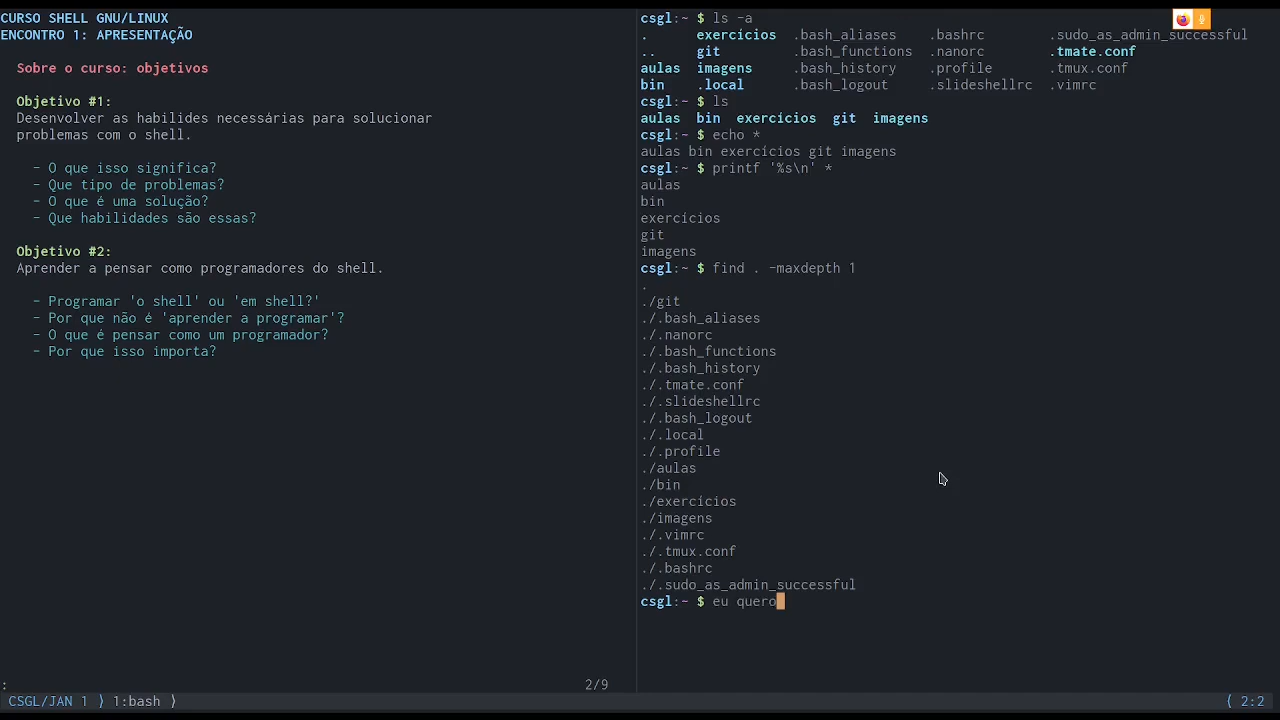 CURSO SHELL GNU/LINUX
ENCONTRO 1: APRESENTAÇÃO
Sobre o curso: objetivos
Objetivo #1:
Desenvolver as habilides necessárias para solucionar
problemas com o shell.
- O que isso significa?
- Que tipo de problemas?
- O que é uma solução?
- Que habilidades são essas?
Objetivo #2:
Aprender a pensar como programadores do shell.
- Programar 'o shell' ou 'em shell?'
- Por que não é 'aprender a programar'?
- O que é pensar como um programador?
- Por que isso importa?
:
2/9
csgl:~ $ ls -a
. exercicios .bash_aliases .bashrc .sudo_as_admin_successful
.. git .bash_functions .nanorc .tmate.conf
aulas imagens .bash_history .profile .tmux.conf
bin .local .bash_logout .slideshellrc .vimrc
csgl:~ $ ls
aulas bin exercicios git imagens
csgl:~ $ echo *
aulas bin exercicios git imagens
csgl:~ $ printf '%s\n' *
aulas
bin
exercicios
git
imagens
csgl:~ $ find . -maxdepth 1
.
./git
./.bash_aliases
./.nanorc
./.bash_functions
./.bash_history
./.tmate.conf
./.slideshellrc
./.bash_logout
./.local
./.profile
./aulas
./bin
./exercicios
./imagens
./.vimrc
./.tmux.conf
./.bashrc
./.sudo_as_admin_successful
csgl:~ $ eu quero
CSGL/JAN 1 ⟩ 1:bash ⟩
⟨ 2:2